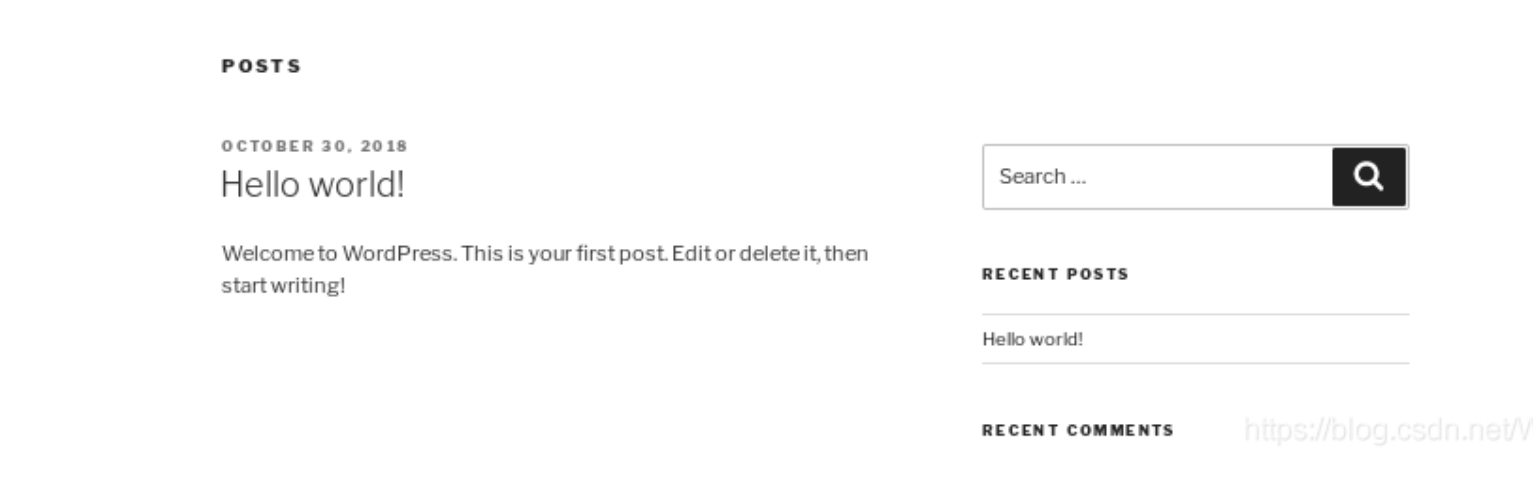 POSTS
OCTOBER 30, 2018
Hello world!
Welcome to WordPress. This is your first post. Edit or delete it, then
start writing!
Search ...
RECENT POSTS
Hello world!
RECENT COMMENTS
https://blog.csdn.net/